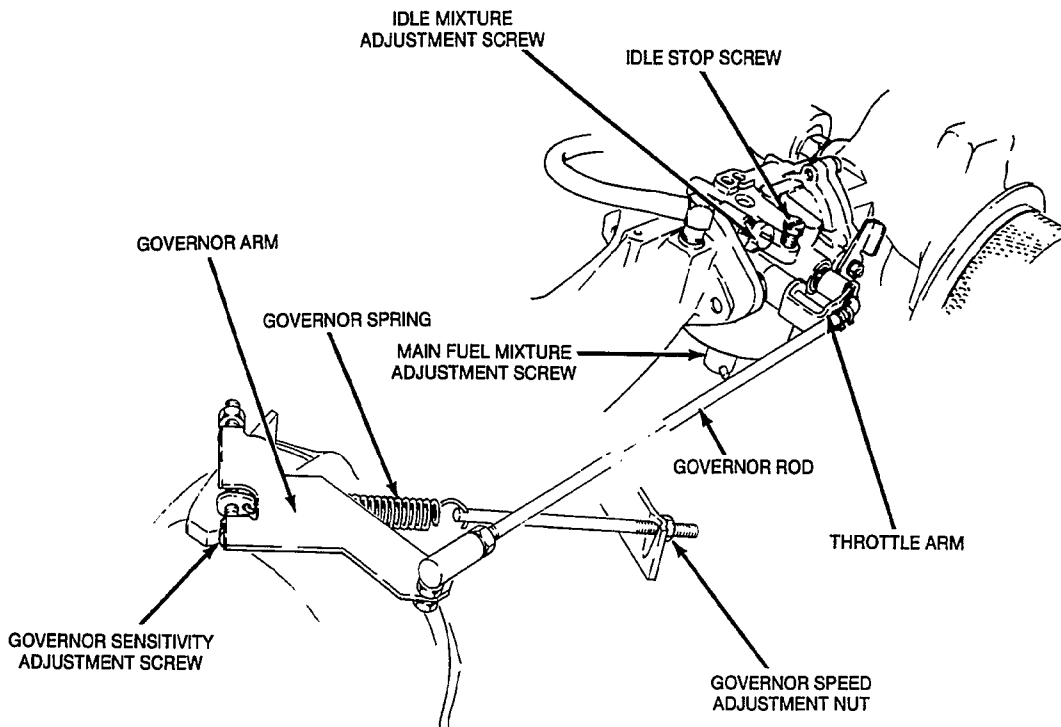 IDLE MIXTURE
ADJUSTMENT SCREW
IDLE STOP SCREW
GOVERNOR ARM
GOVERNOR SPRING
MAIN FUEL MIXTURE
ADJUSTMENT SCREW
GOVERNOR ROD
THROTTLE ARM
GOVERNOR SENSITIVITY
ADJUSTMENT SCREW
GOVERNOR SPEED
ADJUSTMENT NUT